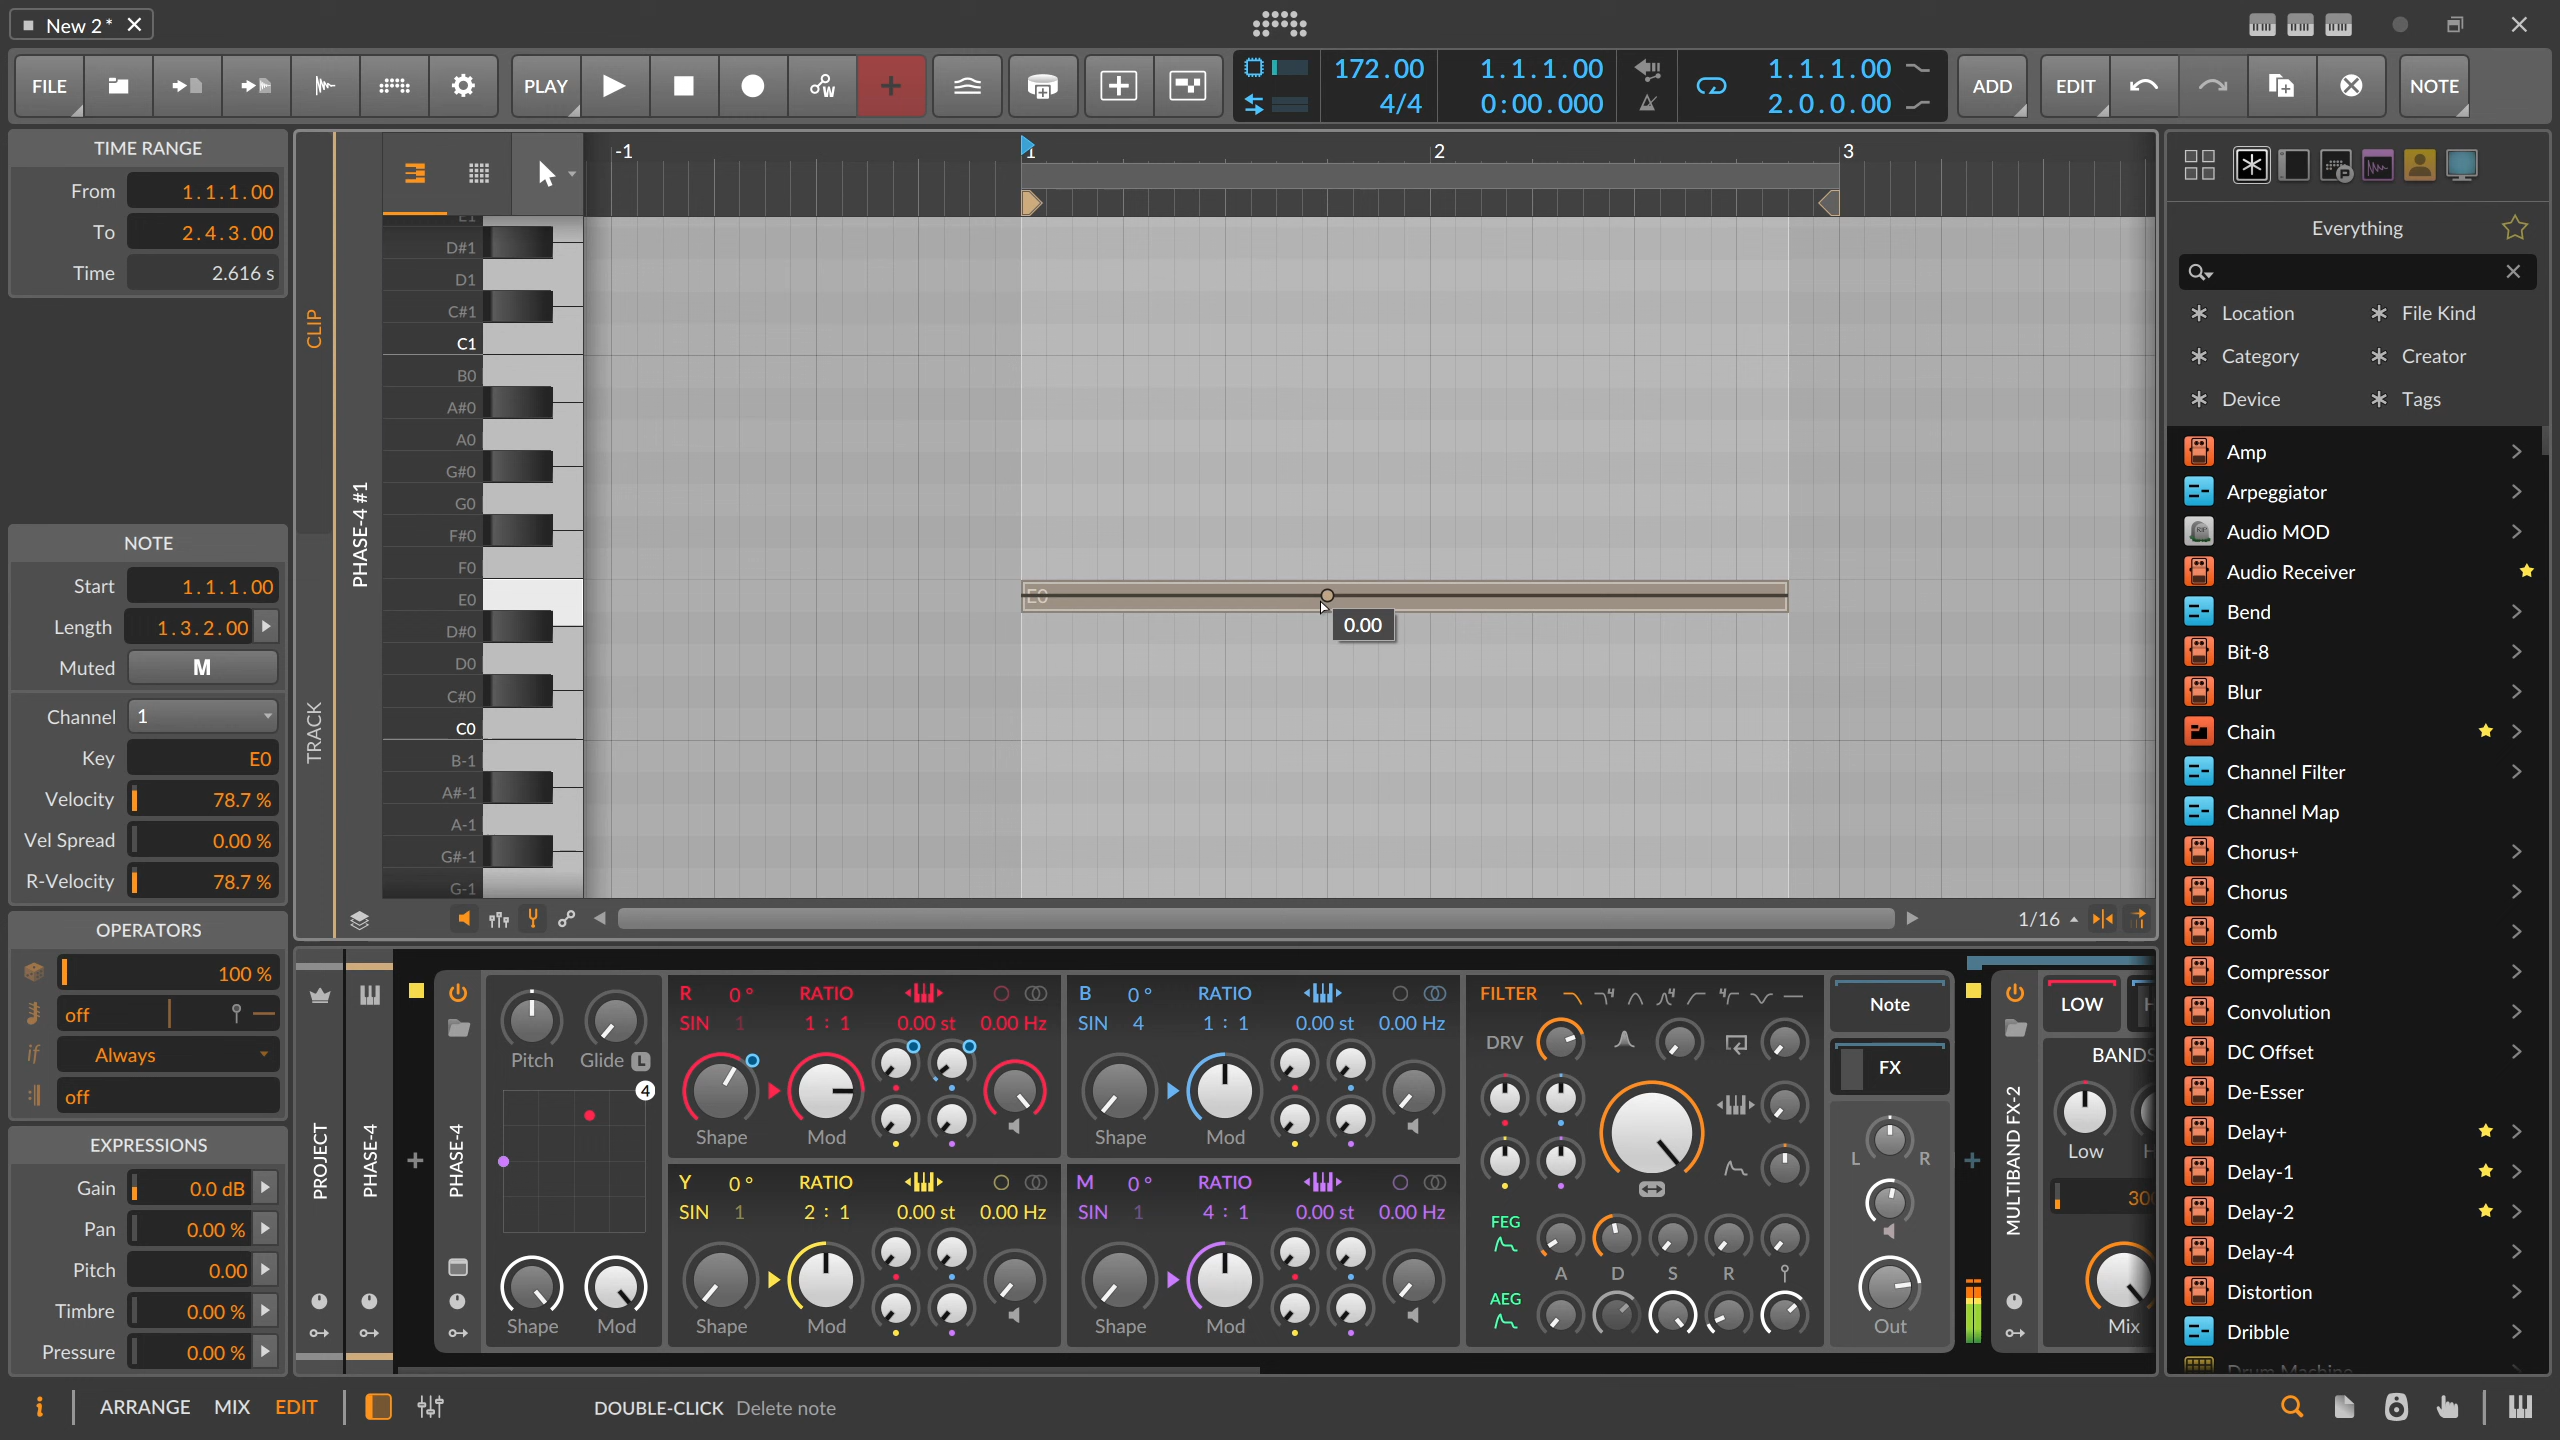 New 2*
FILE
PLAY
172.00
4/4
1.1.1.00
0:00.000
1.1.1.00
2.0.0.00
ADD
EDIT
NOTE
TIME RANGE
From 1.1.1.00
To 2.4.3.00
Time 2.616 s
NOTE
Start 1.1.1.00
Length 1.3.2.00
Muted M
Channel 1
Key E0
Velocity 78.7 %
Vel Spread 0.00 %
R-Velocity 78.7 %
OPERATORS
100 %
off
if Always
off
EXPRESSIONS
Gain 0.0 dB
Pan 0.00 %
Pitch 0.00
Timbre 0.00 %
Pressure 0.00 %
CLIP
TRACK
PHASE-4 #1
-1 1 2 3
E1
D#1
D1
C#1
C1
B0
A#0
A0
G#0
G0
F#0
F0
E0
D#0
D0
C#0
C0
B-1
A#-1
A-1
G#-1
G-1
E0
0.00
1/16
PROJECT
PHASE-4
PHASE-4
Pitch Glide L
4
Shape Mod
R 0° RATIO
SIN 1 1 : 1 0.00 st 0.00 Hz
Shape Mod
B 0° RATIO
SIN 4 1 : 1 0.00 st 0.00 Hz
Shape Mod
Y 0° RATIO
SIN 1 2 : 1 0.00 st 0.00 Hz
Shape Mod
M 0° RATIO
SIN 1 4 : 1 0.00 st 0.00 Hz
Shape Mod
FILTER
4 4 4
DRV
FEG
A D S R
AEG
Note
FX
L R
Out
MULTIBAND FX-2
LOW
BANDS
Low
Mix
Everything
Location
File Kind
Category
Creator
Device
Tags
Amp
Arpeggiator
Audio MOD
Audio Receiver
Bend
Bit-8
Blur
Chain
Channel Filter
Channel Map
Chorus+
Chorus
Comb
Compressor
Convolution
DC Offset
De-Esser
Delay+
Delay-1
Delay-2
Delay-4
Distortion
Dribble
Drum Machine
i ARRANGE MIX EDIT
DOUBLE-CLICK Delete note